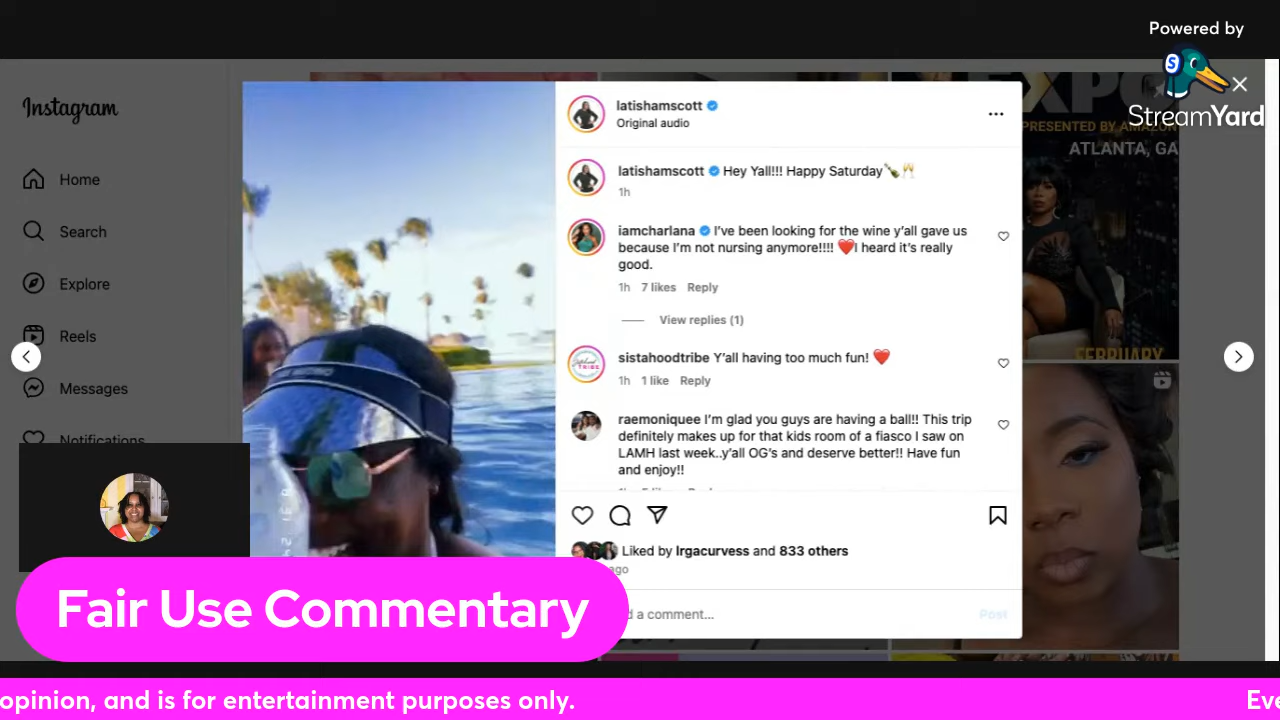 Powered by
StreamYard
Instagram
Home
Search
Explore
Reels
Messages
Notifications
latishamscott
Original audio
latishamscott Hey Yall!!! Happy Saturday🍾🥂
1h
iamcharlana I've been looking for the wine y'all gave us
because I'm not nursing anymore!!!! ❤️I heard it's really
good.
1h 7 likes Reply
View replies (1)
sistahoodtribe Y'all having too much fun! ❤️
1h 1 like Reply
raemoniquee I'm glad you guys are having a ball!! This trip
definitely makes up for that kids room of a fiasco I saw on
LAMH last week..y'all OG's and deserve better!! Have fun
and enjoy!!
Liked by lrgacurvess and 833 others
ago
d a comment...
Post
EXPO
PRESENTED BY AMAZON
ATLANTA, GA
FEBRUARY
Fair Use Commentary
opinion, and is for entertainment purposes only.
Eve